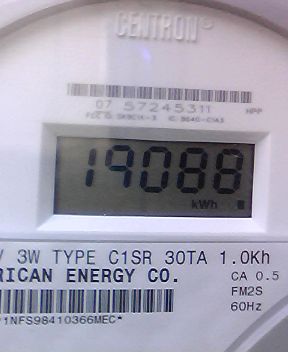 CENTRON®
07 57245311 HPP
19088
kWh
V 3W TYPE C1SR 30TA 1.0Kh
RICAN ENERGY CO. CA 0.5
FM2S
60Hz
1NFS98410366MEC*